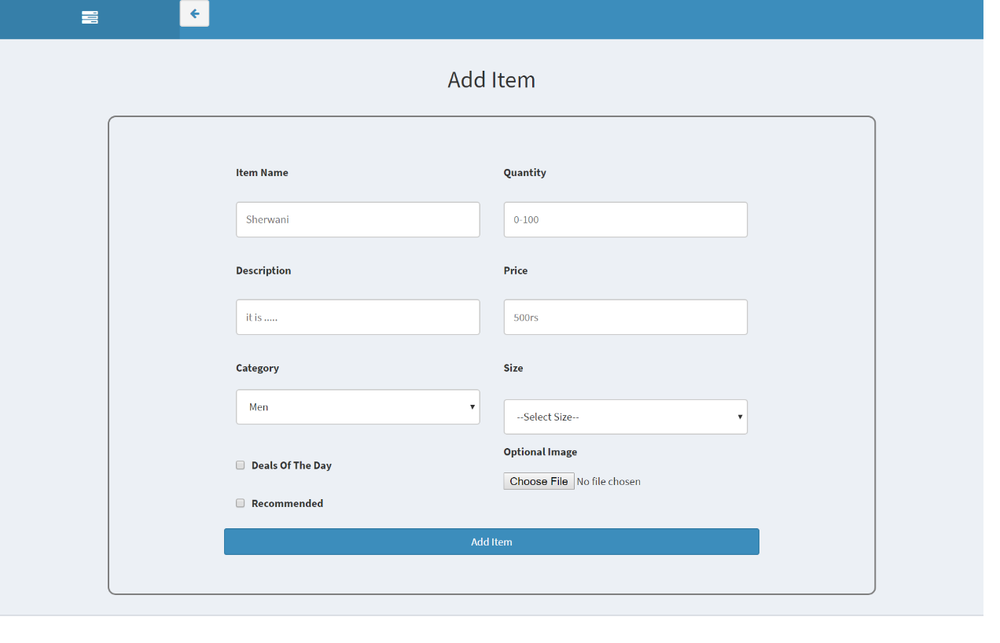 Add Item
Item Name
Quantity
Sherwani
0-100
Description
Price
it is .....
500rs
Category
Size
Men
--Select Size--
Optional Image
Deals Of The Day
Choose File No file chosen
Recommended
Add Item